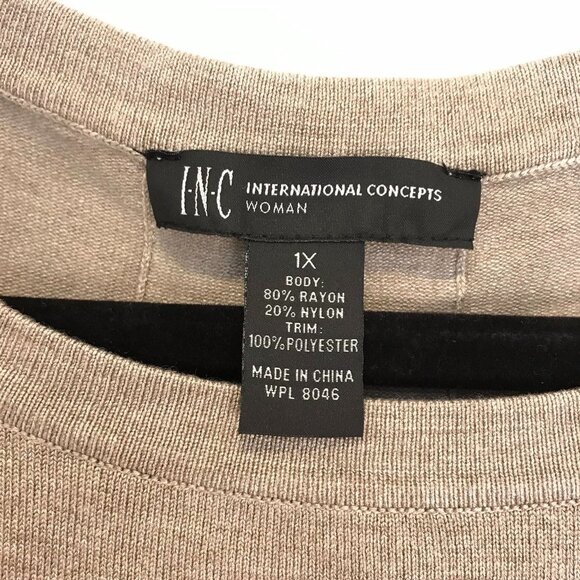 I-N-C INTERNATIONAL CONCEPTS
WOMAN
1X
BODY:
80% RAYON
20% NYLON
TRIM:
100% POLYESTER
MADE IN CHINA
WPL 8046